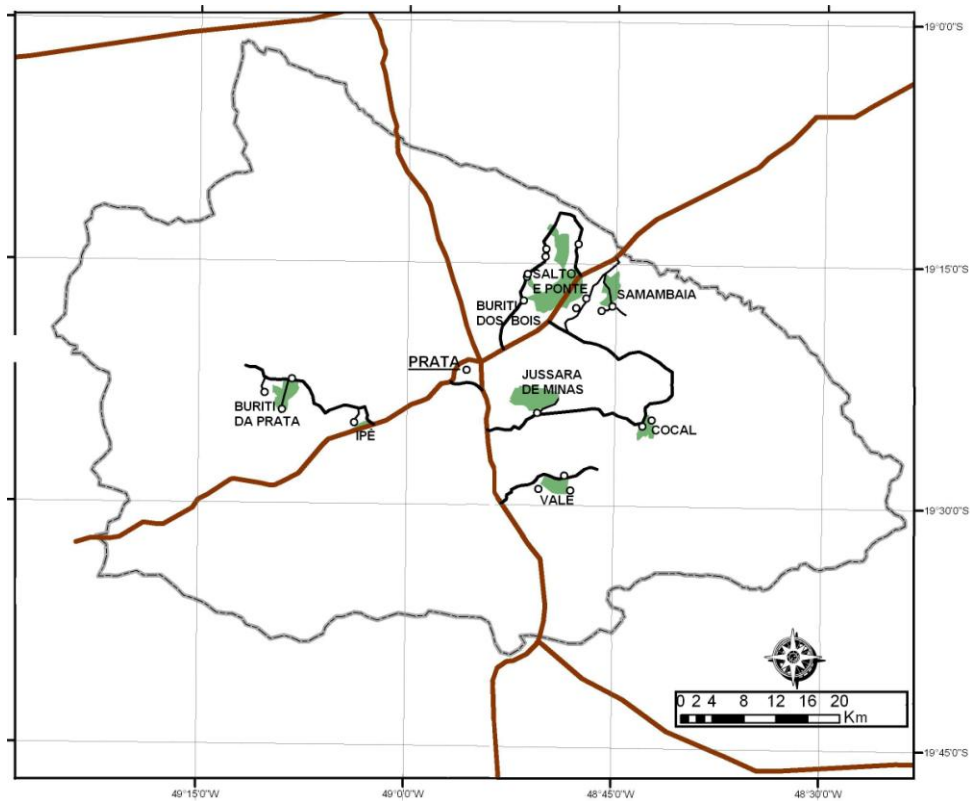 19°0'0"S
19°15'0"S
SALTO
E PONTE
SAMAMBAIA
BURITI
DOS BOIS
PRATA
JUSSARA
DE MINAS
BURITI
DA PRATA
IPÊ
COCAL
VALE
19°30'0"S
0 2 4 8 12 16 20
Km
19°45'0"S
49°15'0"W
49°0'0"W
48°45'0"W
48°30'0"W